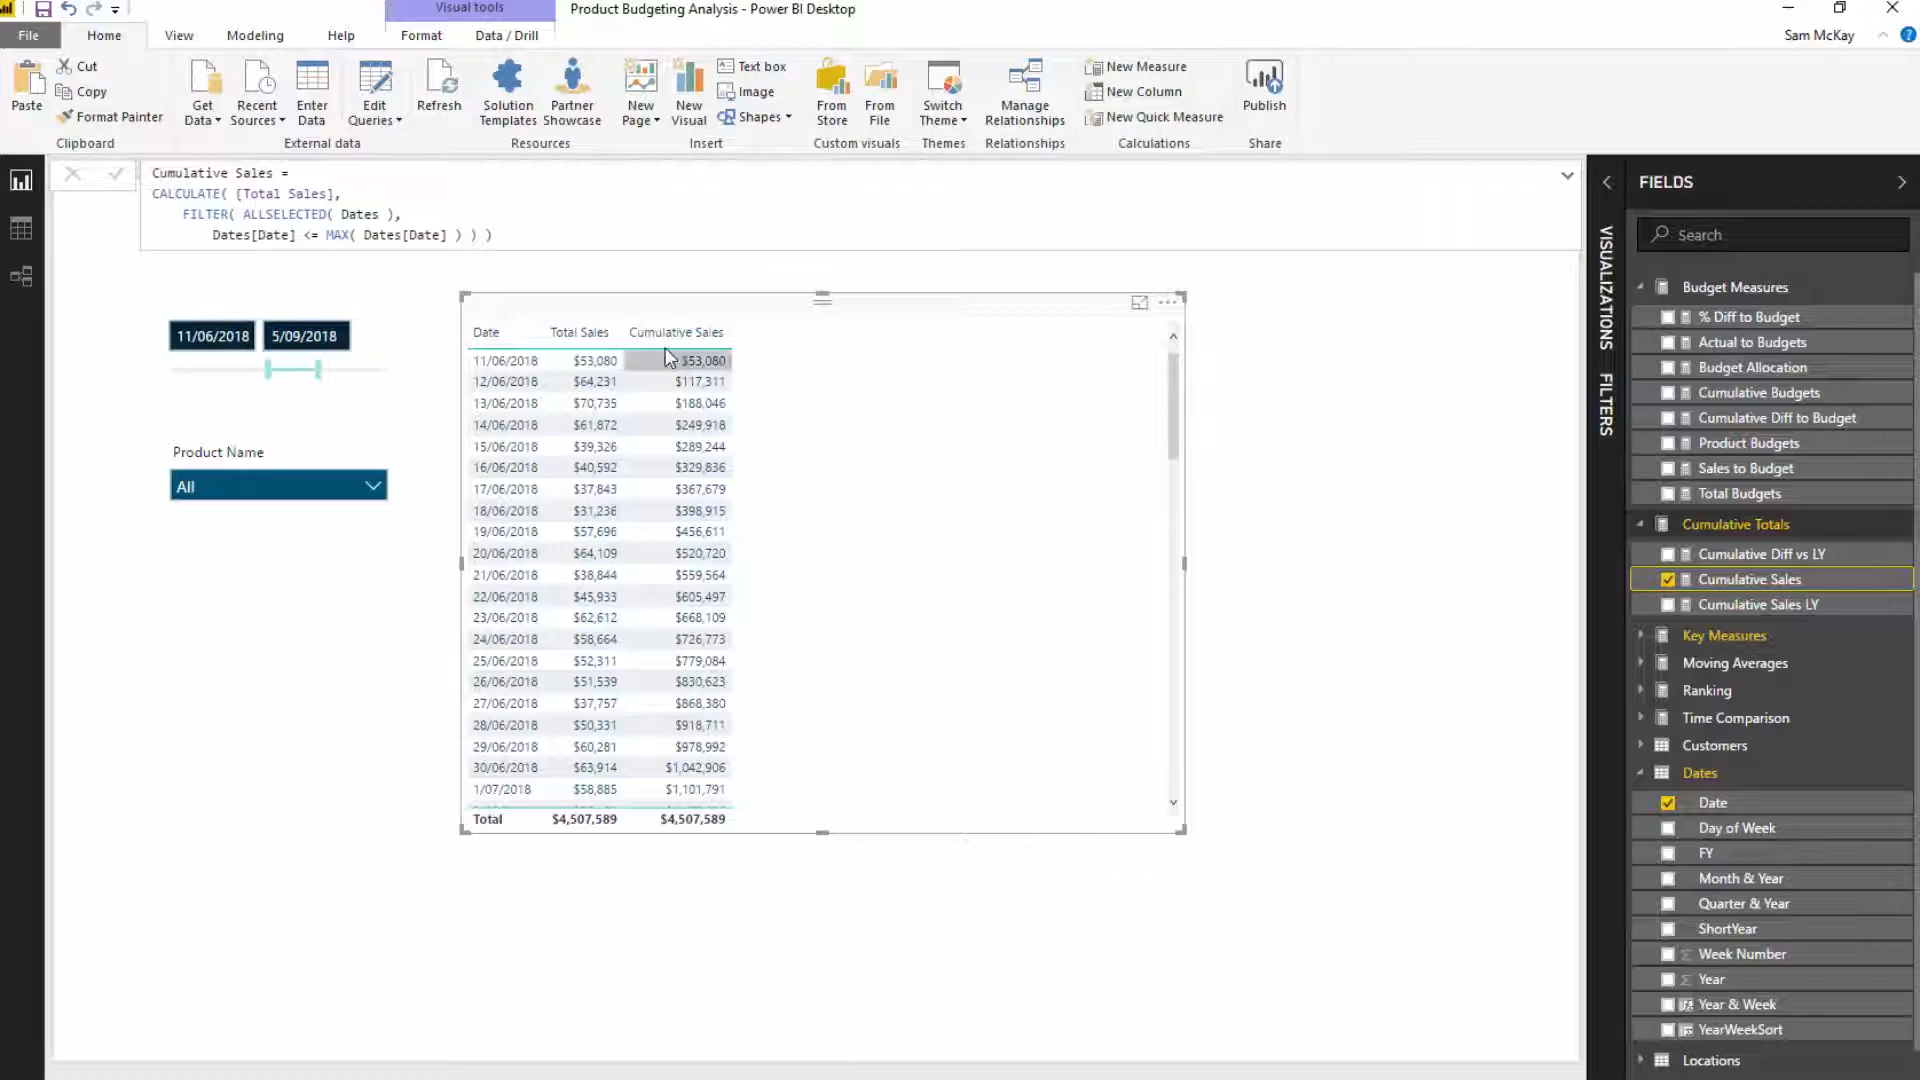 Visual tools
Product Budgeting Analysis - Power BI Desktop
File Home View Modeling Help Format Data / Drill
Sam McKay
Paste
Cut
Copy
Format Painter
Clipboard
Get Data
Recent Sources
Enter Data
Edit Queries
External data
Refresh
Solution Templates
Partner Showcase
Resources
New Page
New Visual
Text box
Image
Shapes
Insert
From Store
From File
Custom visuals
Switch Theme
Themes
Manage Relationships
Relationships
New Measure
New Column
New Quick Measure
Calculations
Publish
Share
Cumulative Sales =
CALCULATE( [Total Sales],
FILTER( ALLSELECTED( Dates ),
Dates[Date] <= MAX( Dates[Date] ) ) )
11/06/2018 5/09/2018
Product Name
All
Date Total Sales Cumulative Sales
11/06/2018 $53,080 $53,080
12/06/2018 $64,231 $117,311
13/06/2018 $70,735 $188,046
14/06/2018 $61,872 $249,918
15/06/2018 $39,326 $289,244
16/06/2018 $40,592 $329,836
17/06/2018 $37,843 $367,679
18/06/2018 $31,236 $398,915
19/06/2018 $57,696 $456,611
20/06/2018 $64,109 $520,720
21/06/2018 $38,844 $559,564
22/06/2018 $45,933 $605,497
23/06/2018 $62,612 $668,109
24/06/2018 $58,664 $726,773
25/06/2018 $52,311 $779,084
26/06/2018 $51,539 $830,623
27/06/2018 $37,757 $868,380
28/06/2018 $50,331 $918,711
29/06/2018 $60,281 $978,992
30/06/2018 $63,914 $1,042,906
1/07/2018 $58,885 $1,101,791
Total $4,507,589 $4,507,589
VISUALIZATIONS
FILTERS
FIELDS
Search
Budget Measures
% Diff to Budget
Actual to Budgets
Budget Allocation
Cumulative Budgets
Cumulative Diff to Budget
Product Budgets
Sales to Budget
Total Budgets
Cumulative Totals
Cumulative Diff vs LY
Cumulative Sales
Cumulative Sales LY
Key Measures
Moving Averages
Ranking
Time Comparison
Customers
Dates
Date
Day of Week
FY
Month & Year
Quarter & Year
ShortYear
Week Number
Year
Year & Week
YearWeekSort
Locations